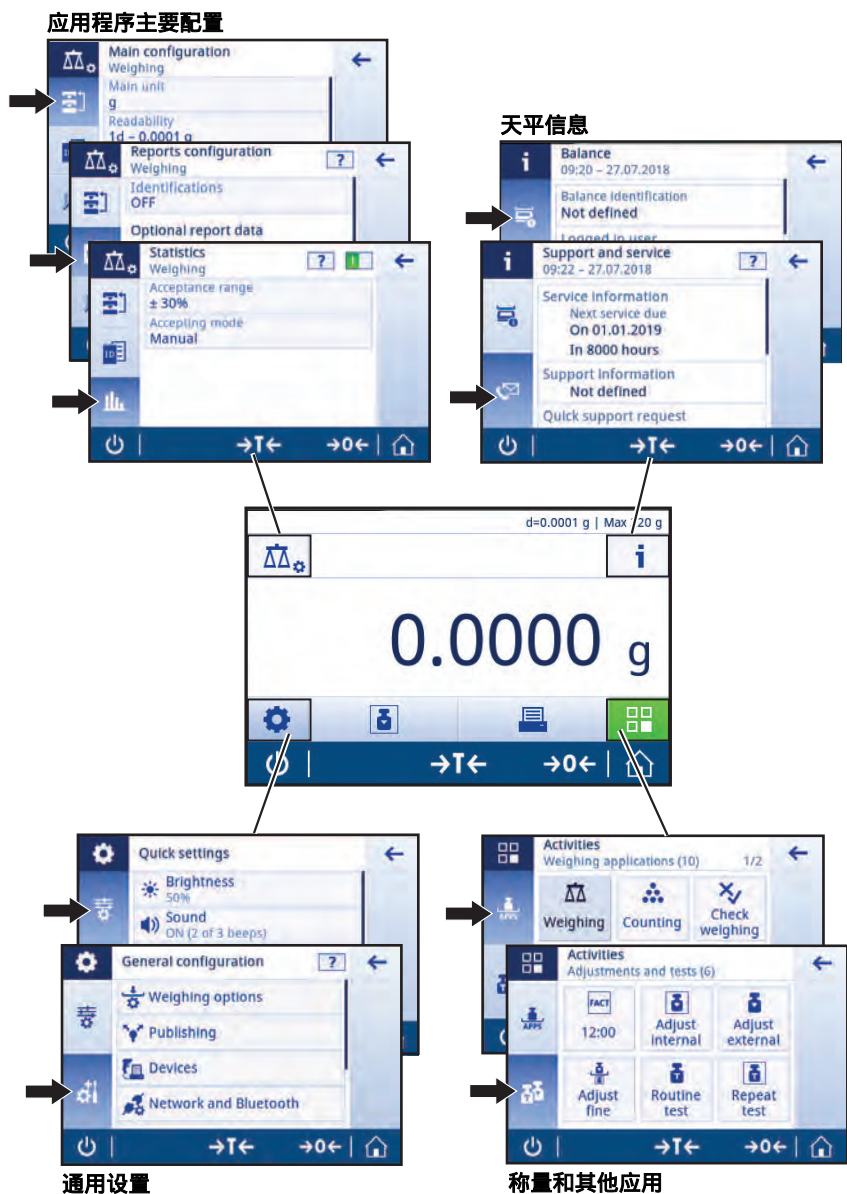 应用程序主要配置
Main configuration
Weighing
Main unit
g
Readability
1d – 0.0001 g
Reports configuration
?
Weighing
Identifications
OFF
Optional report data
Statistics
?
Weighing
Acceptance range
± 30%
Accepting mode
Manual
→T← →0←
天平信息
i
Balance
09:20 – 27.07.2018
Balance identification
Not defined
Logged in user
i
Support and service
?
09:22 – 27.07.2018
Service information
Next service due
On 01.01.2019
In 8000 hours
Support information
Not defined
Quick support request
→T← →0←
d=0.0001 g | Max 120 g
i
0.0000 g
→T← →0←
Quick settings
Brightness
50%
Sound
ON (2 of 3 beeps)
General configuration
?
Weighing options
Publishing
Devices
Network and Bluetooth
→T← →0←
通用设置
Activities
Weighing applications (10) 1/2
APPS
Weighing
Counting
Check
weighing
Activities
Adjustments and tests (6)
APPS
FACT
12:00
Adjust
internal
Adjust
external
Adjust
fine
Routine
test
Repeat
test
→T← →0←
称量和其他应用